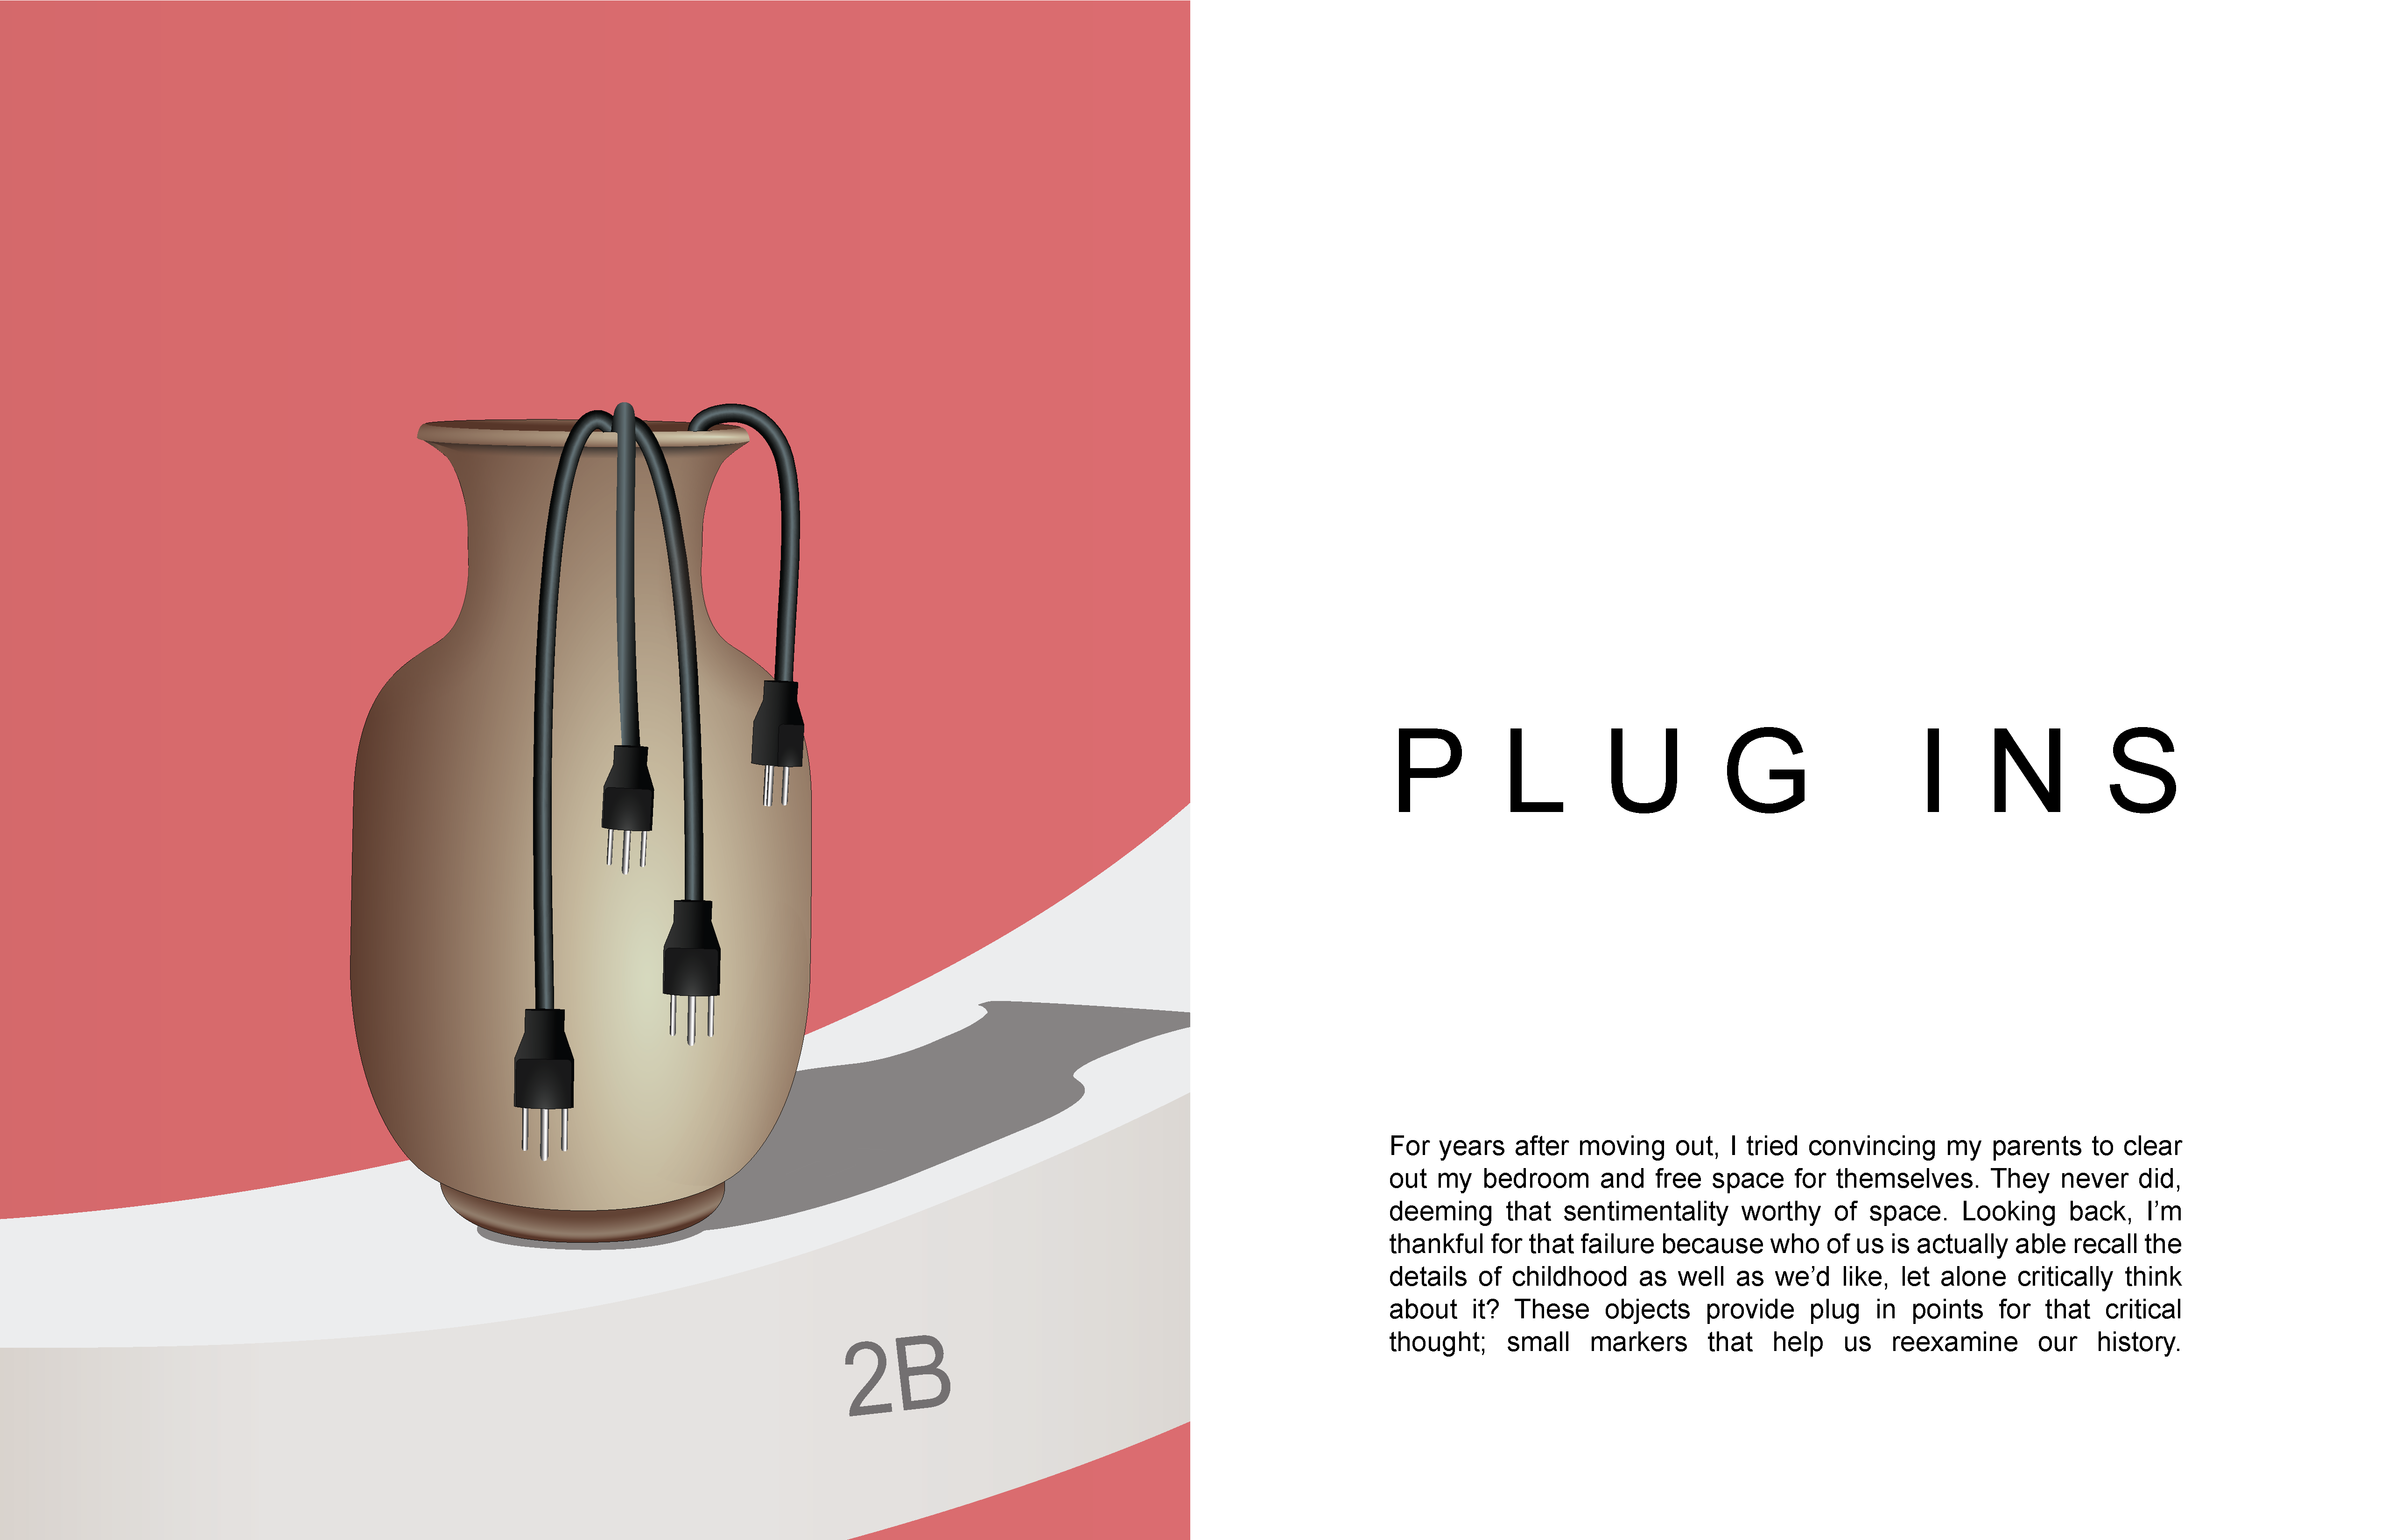 2B
PLUG INS
For years after moving out, I tried convincing my parents to clear
out my bedroom and free space for themselves. They never did,
deeming that sentimentality worthy of space. Looking back, I’m
thankful for that failure because who of us is actually able recall the
details of childhood as well as we’d like, let alone critically think
about it? These objects provide plug in points for that critical
thought; small markers that help us reexamine our history.